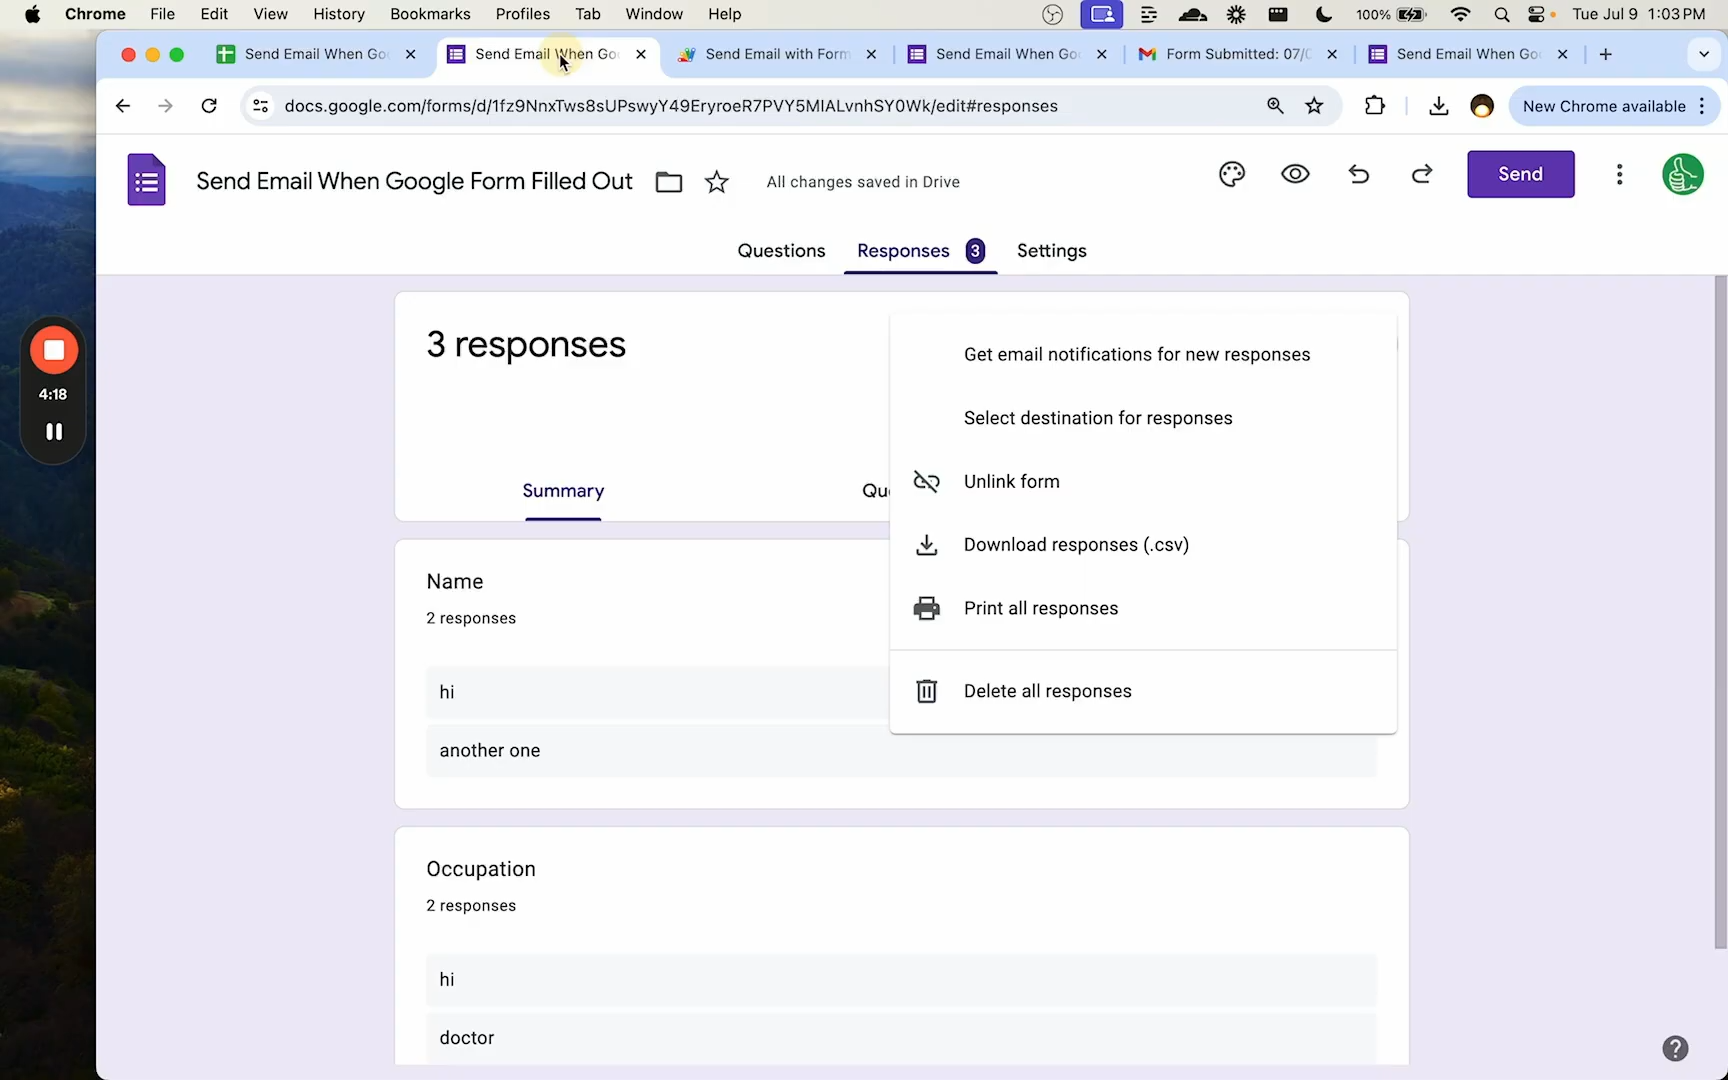 Chrome File Edit View History Bookmarks Profiles Tab Window Help 100% Tue Jul 9 1:03 PM
Send Email When Goo Send Email When Go Send Email with Form Send Email When Go Form Submitted: 07/0 Send Email When Go
docs.google.com/forms/d/1fz9NnxTws8sUPswyY49EryroeR7PVY5MIALvnhSY0Wk/edit#responses New Chrome available
Send Email When Google Form Filled Out All changes saved in Drive Send
Questions Responses 3 Settings
3 responses
Get email notifications for new responses
4:18
Select destination for responses
Unlink form
Summary Qu
Download responses (.csv)
Name
Print all responses
2 responses
hi
Delete all responses
another one
Occupation
2 responses
hi
doctor